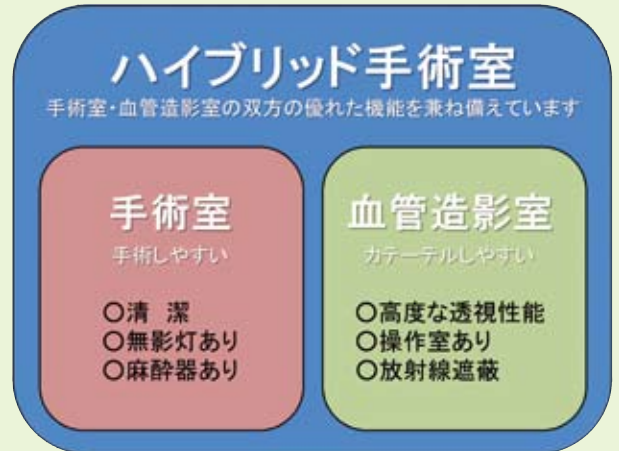 ハイブリッド手術室
手術室・血管造影室の双方の優れた機能を兼ね備えています
手術室
手術しやすい
○清　潔
○無影灯あり
○麻酔器あり
血管造影室
カテーテルしやすい
○高度な透視性能
○操作室あり
○放射線遮蔽